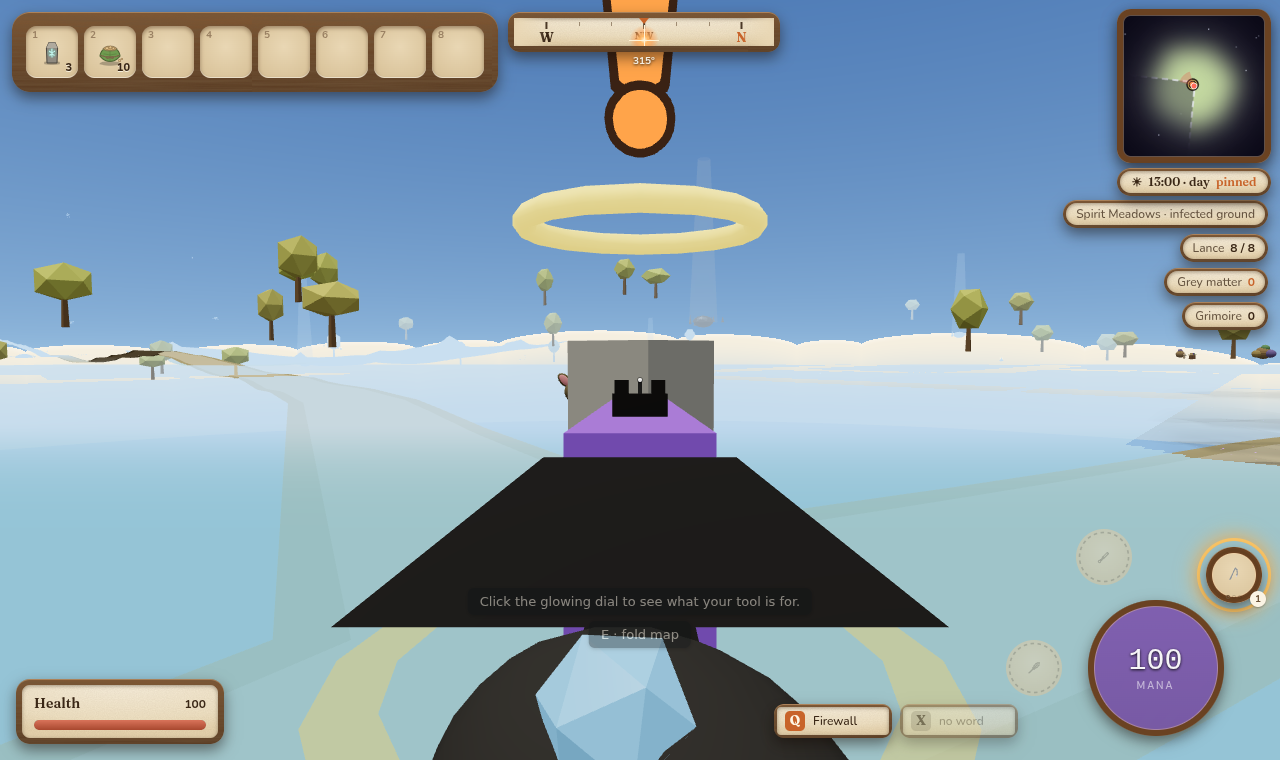 1 2 3 4 5 6 7 8
3 10
W NW N
315°
13:00 · day pinned
Spirit Meadows · infected ground
Lance 8 / 8
Grey matter 0
Grimoire 0
Click the glowing dial to see what your tool is for.
E · fold map
1
100
MANA
Health 100
Q Firewall
X no word